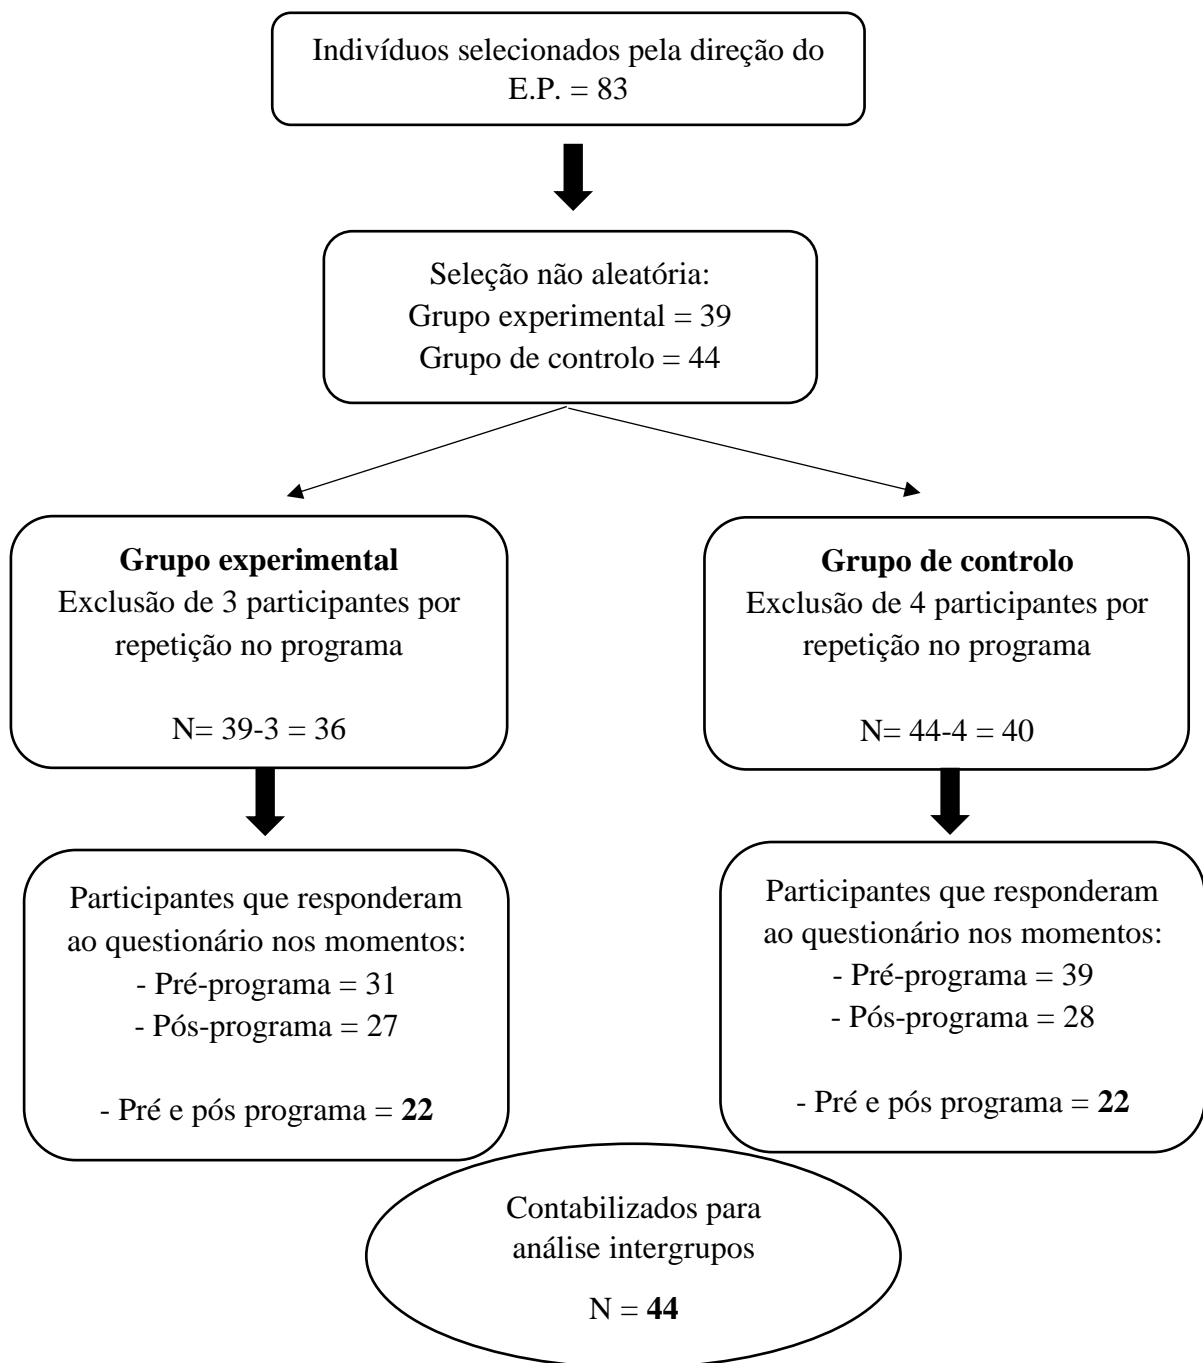 Indivíduos selecionados pela direção do
E.P. = 83
Seleção não aleatória:
Grupo experimental = 39
Grupo de controlo = 44
Grupo experimental
Exclusão de 3 participantes por
repetição no programa
N= 39-3 = 36
Grupo de controlo
Exclusão de 4 participantes por
repetição no programa
N= 44-4 = 40
Participantes que responderam
ao questionário nos momentos:
- Pré-programa = 31
- Pós-programa = 27
- Pré e pós programa = 22
Participantes que responderam
ao questionário nos momentos:
- Pré-programa = 39
- Pós-programa = 28
- Pré e pós programa = 22
Contabilizados para
análise intergrupos
N = 44